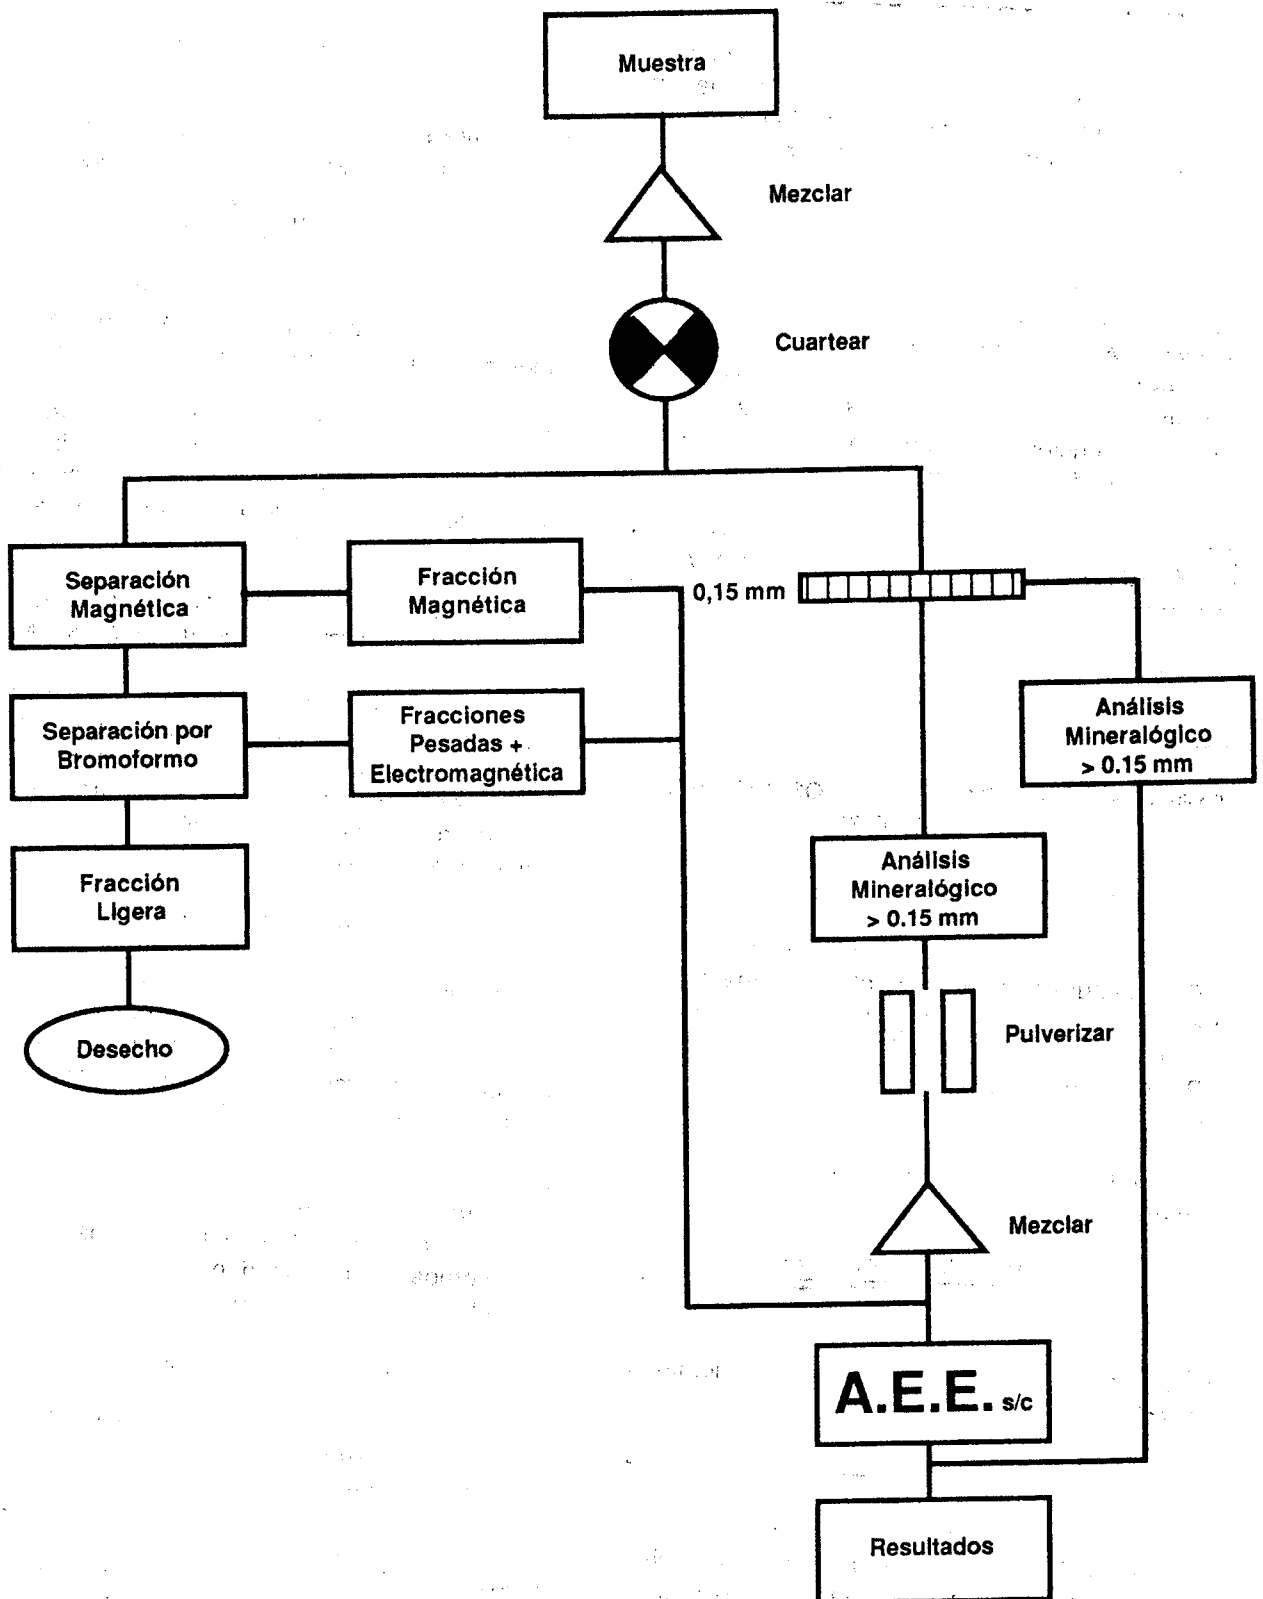 Muestra
Mezclar
Cuartear
Separación
Magnética
Fracción
Magnética
0,15 mm
Separación por
Bromoformo
Fracciones
Pesadas +
Electromagnética
Análisis
Mineralógico
> 0.15 mm
Fracción
Ligera
Análisis
Mineralógico
> 0.15 mm
Desecho
Pulverizar
Mezclar
A.E.E. s/c
Resultados